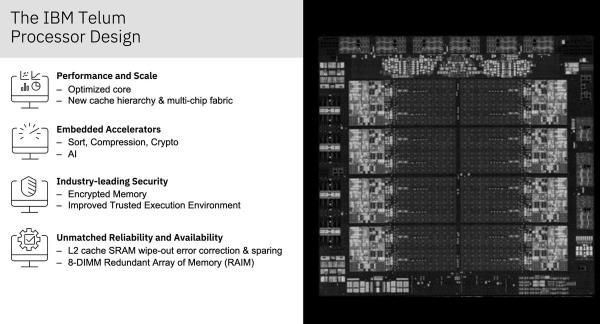 The IBM Telum
Processor Design
Performance and Scale
– Optimized core
– New cache hierarchy & multi-chip fabric
Embedded Accelerators
– Sort, Compression, Crypto
– AI
Industry-leading Security
– Encrypted Memory
– Improved Trusted Execution Environment
Unmatched Reliability and Availability
– L2 cache SRAM wipe-out error correction & sparing
– 8-DIMM Redundant Array of Memory (RAIM)